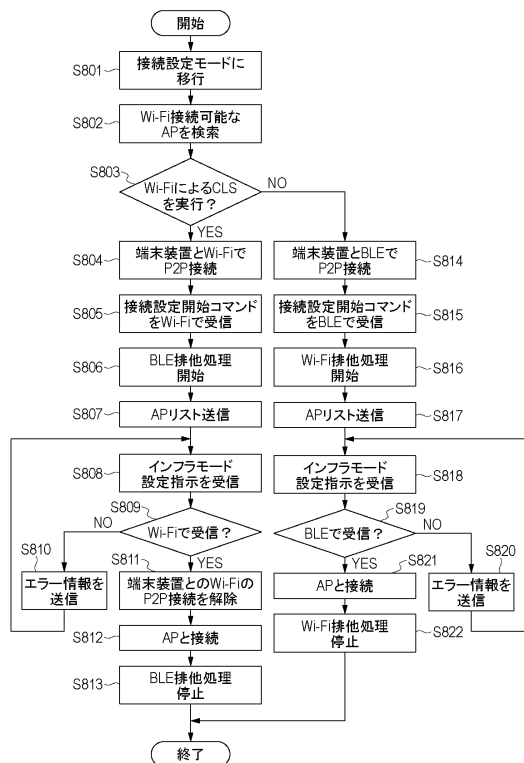 開始
S801
接続設定モードに
移行
S802
Wi-Fi接続可能な
APを検索
S803
Wi-FiによるCLS
を実行？
NO
YES
S804
端末装置とWi-Fiで
P2P接続
S805
接続設定開始コマンド
をWi-Fiで受信
S806
BLE排他処理
開始
S807
APリスト送信
S808
インフラモード
設定指示を受信
S809
Wi-Fiで受信？
NO
YES
S810
エラー情報を
送信
S811
端末装置とのWi-Fiの
P2P接続を解除
S812
APと接続
S813
BLE排他処理
停止
端末装置とBLEで
P2P接続
S814
接続設定開始コマンド
をBLEで受信
S815
Wi-Fi排他処理
開始
S816
APリスト送信
S817
インフラモード
設定指示を受信
S818
S819
BLEで受信？
NO
YES
S820
エラー情報を
送信
S821
APと接続
Wi-Fi排他処理
停止
S822
終了